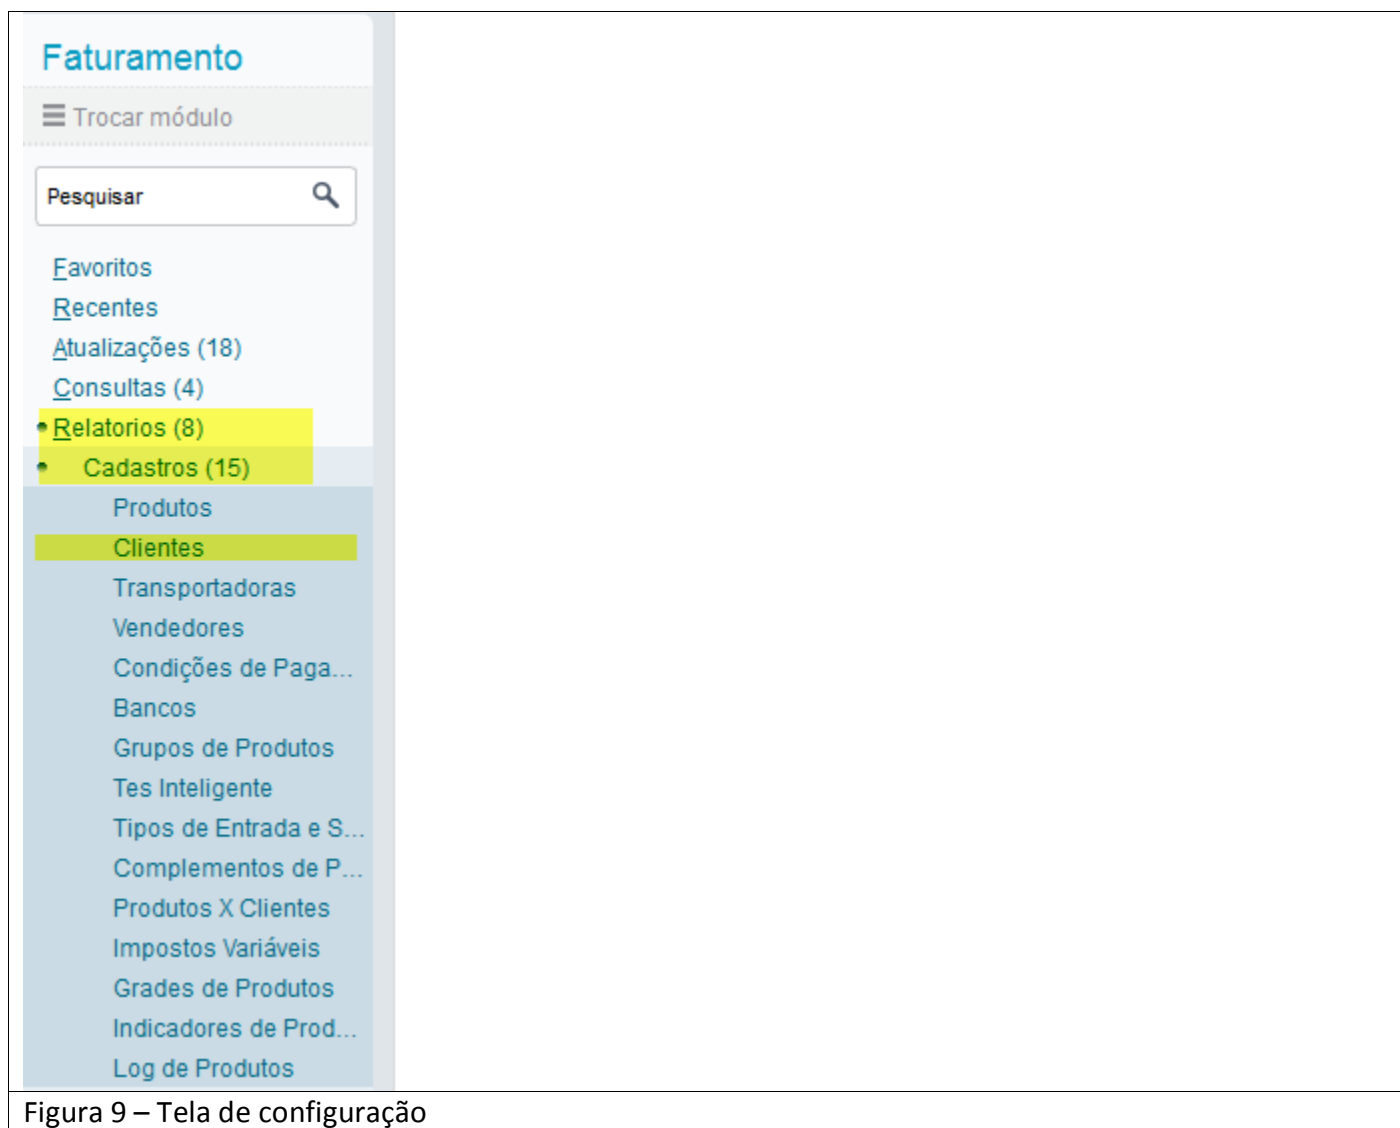 Faturamento
Trocar módulo
Pesquisar
Favoritos
Recentes
Atualizações (18)
Consultas (4)
Relatorios (8)
Cadastros (15)
Produtos
Clientes
Transportadoras
Vendedores
Condições de Paga...
Bancos
Grupos de Produtos
Tes Inteligente
Tipos de Entrada e S...
Complementos de P...
Produtos X Clientes
Impostos Variáveis
Grades de Produtos
Indicadores de Prod...
Log de Produtos
Figura 9 – Tela de configuração